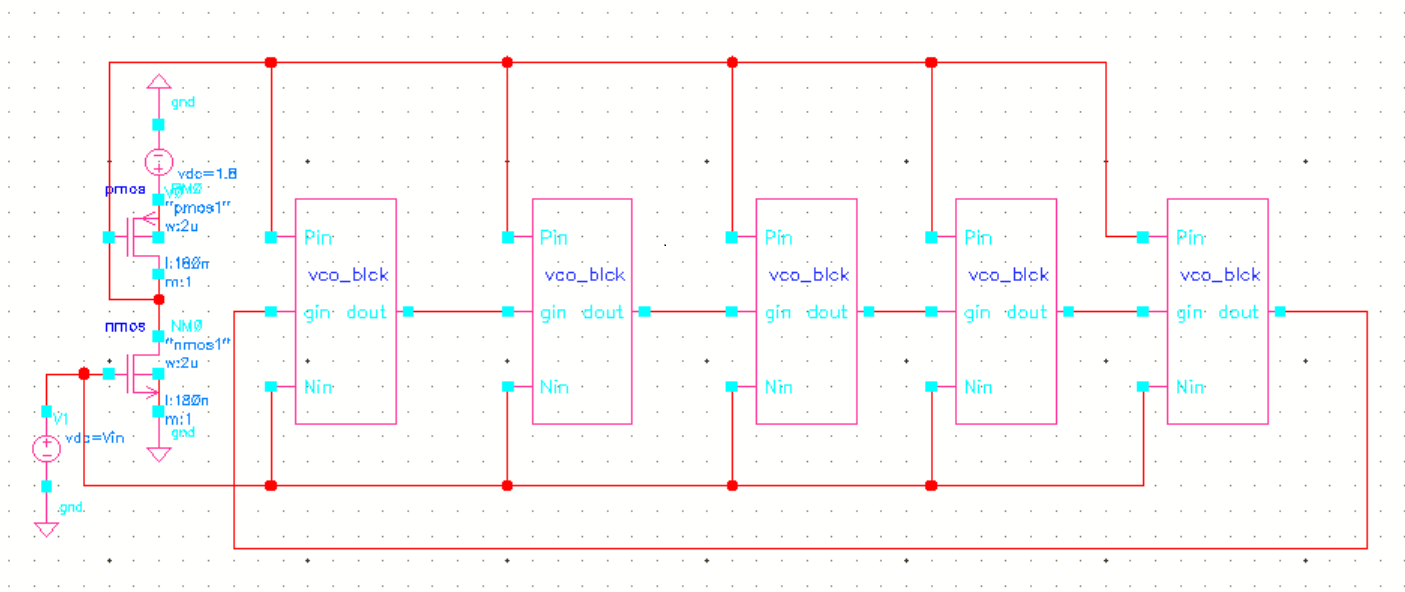 gnd
vdc=1.8
pmos PM0
V0
"pmos1"
w:2u
l:180n
m:1
nmos NM0
"nmos1"
w:2u
l:180n
m:1
gnd
V1
vdc=Vin
gnd
Pin
vco_blck
gin dout
Nin
Pin
vco_blck
gin dout
Nin
Pin
vco_blck
gin dout
Nin
Pin
vco_blck
gin dout
Nin
Pin
vco_blck
gin dout
Nin